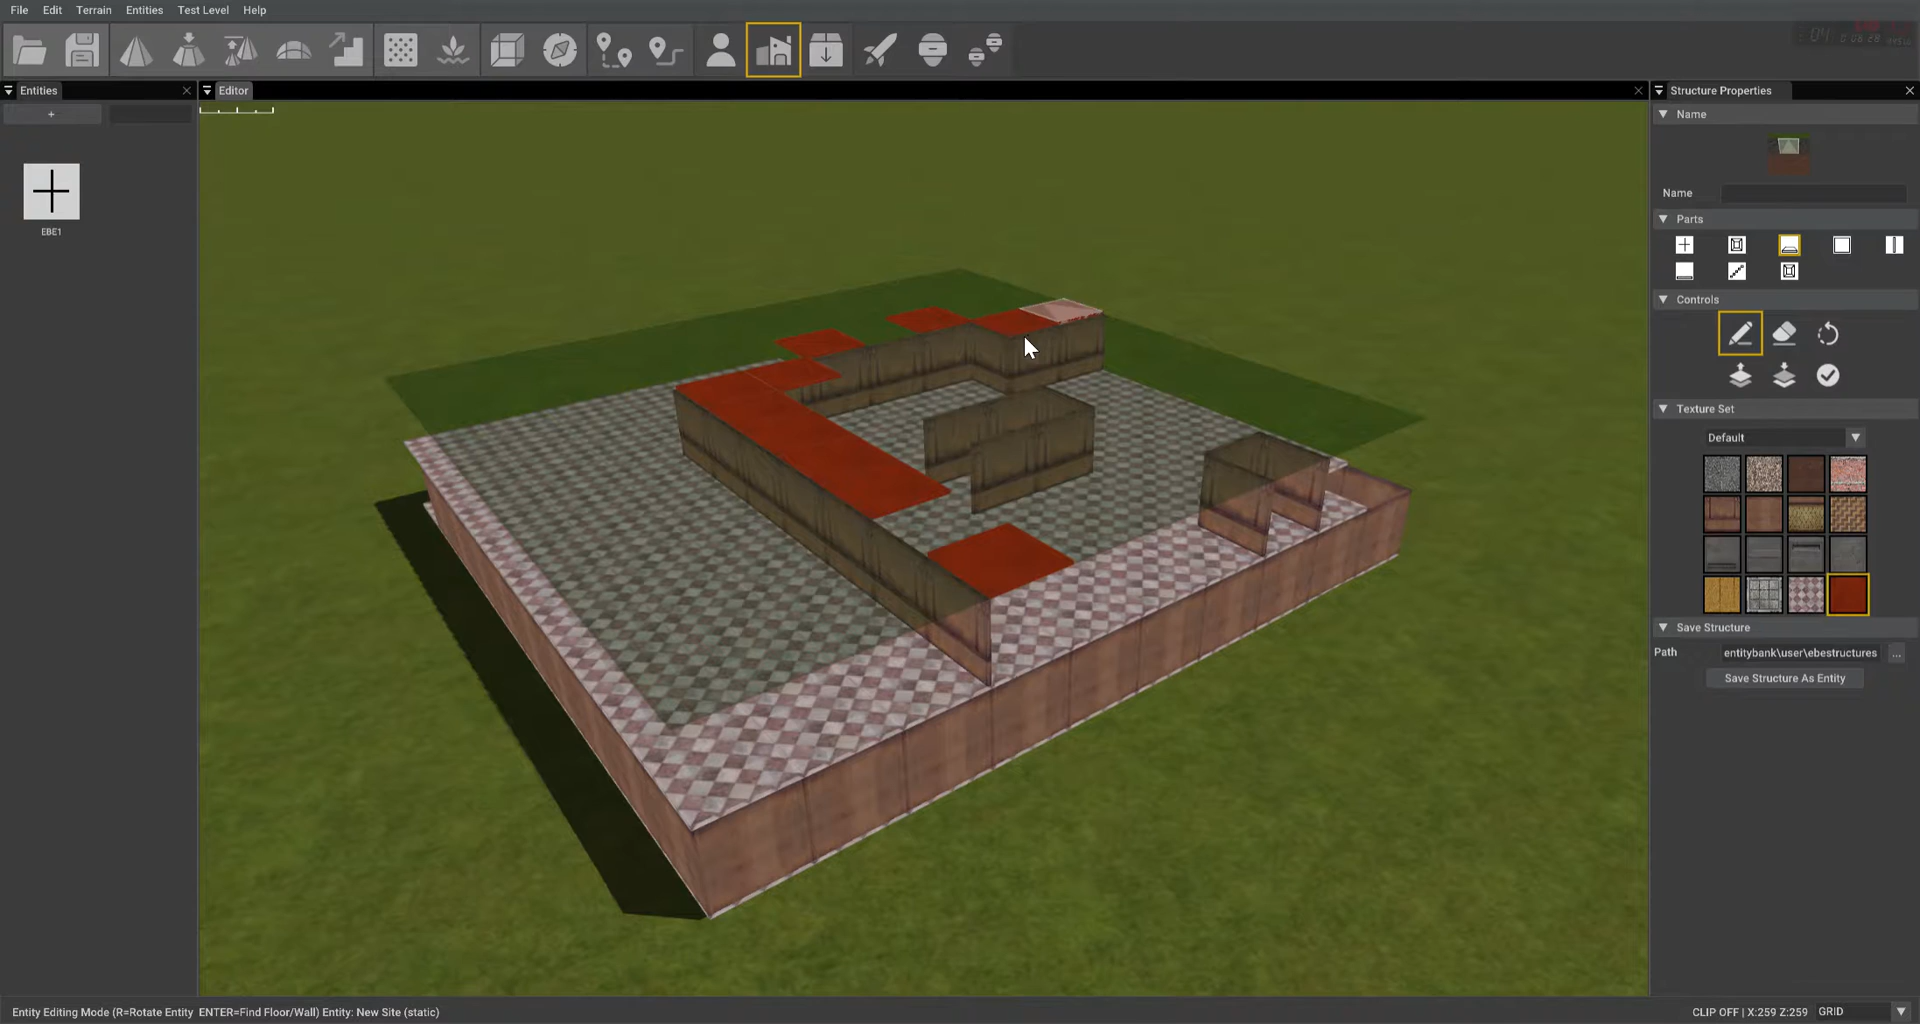 File Edit Terrain Entities Test Level Help
Entities
Editor
Structure Properties
+
Name
EBE1
Name
Parts
Controls
Texture Set
Default
Save Structure
Path entitybank\user\ebestructures ...
Save Structure As Entity
Entity Editing Mode (R=Rotate Entity ENTER=Find Floor/Wall) Entity: New Site (static)
CLIP OFF | X:259 Z:259 GRID